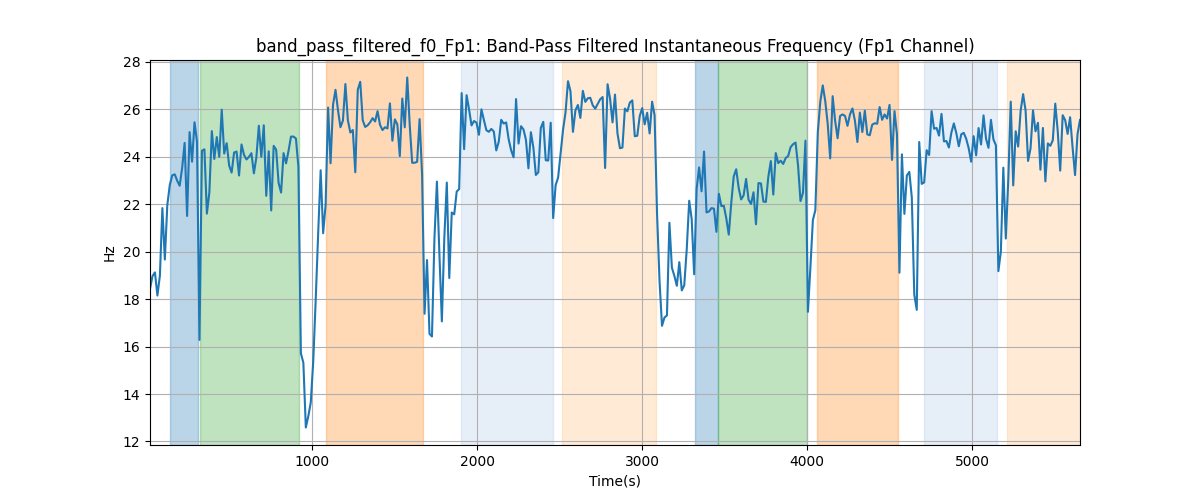 band_pass_filtered_f0_Fp1: Band-Pass Filtered Instantaneous Frequency (Fp1 Channel)
28
26
24
22
20
18
16
14
12
Hz
1000 2000 3000 4000 5000
Time(s)